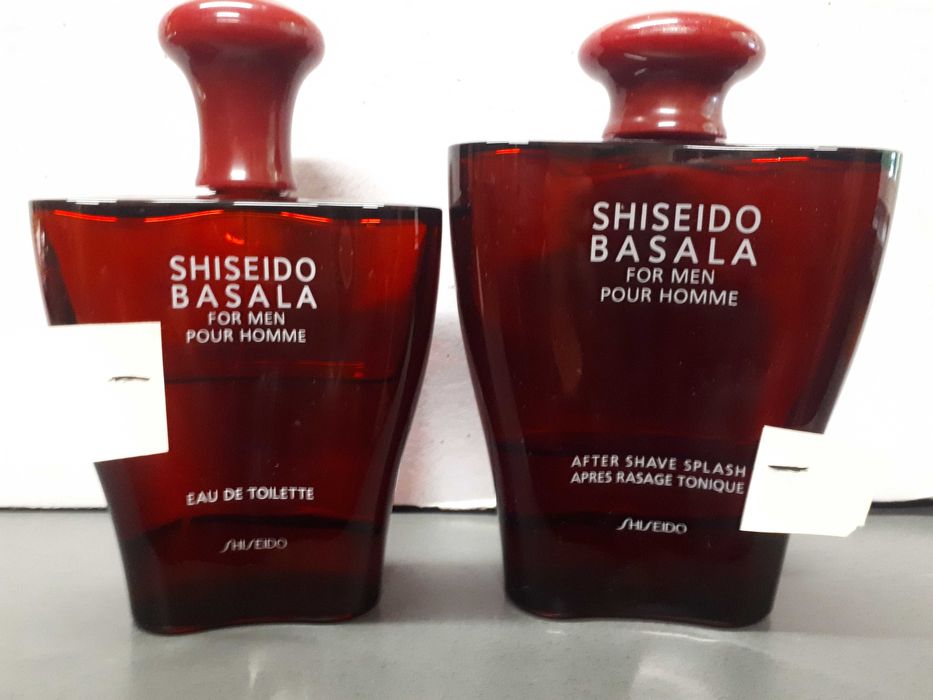 SHISEIDO
BASALA
FOR MEN
POUR HOMME
EAU DE TOILETTE
SHISEIDO
SHISEIDO
BASALA
FOR MEN
POUR HOMME
AFTER SHAVE SPLASH
APRES RASAGE TONIQUE
SHISEIDO